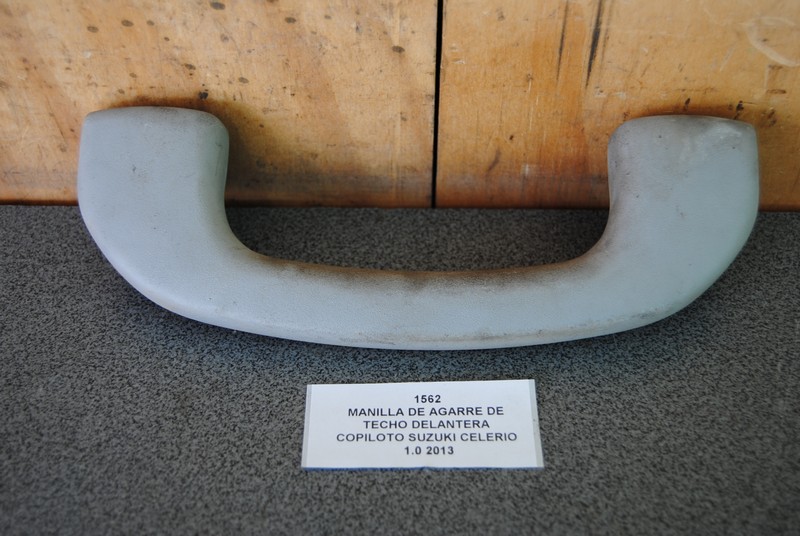 1562
MANILLA DE AGARRE DE
TECHO DELANTERA
COPILOTO SUZUKI CELERIO
1.0 2013